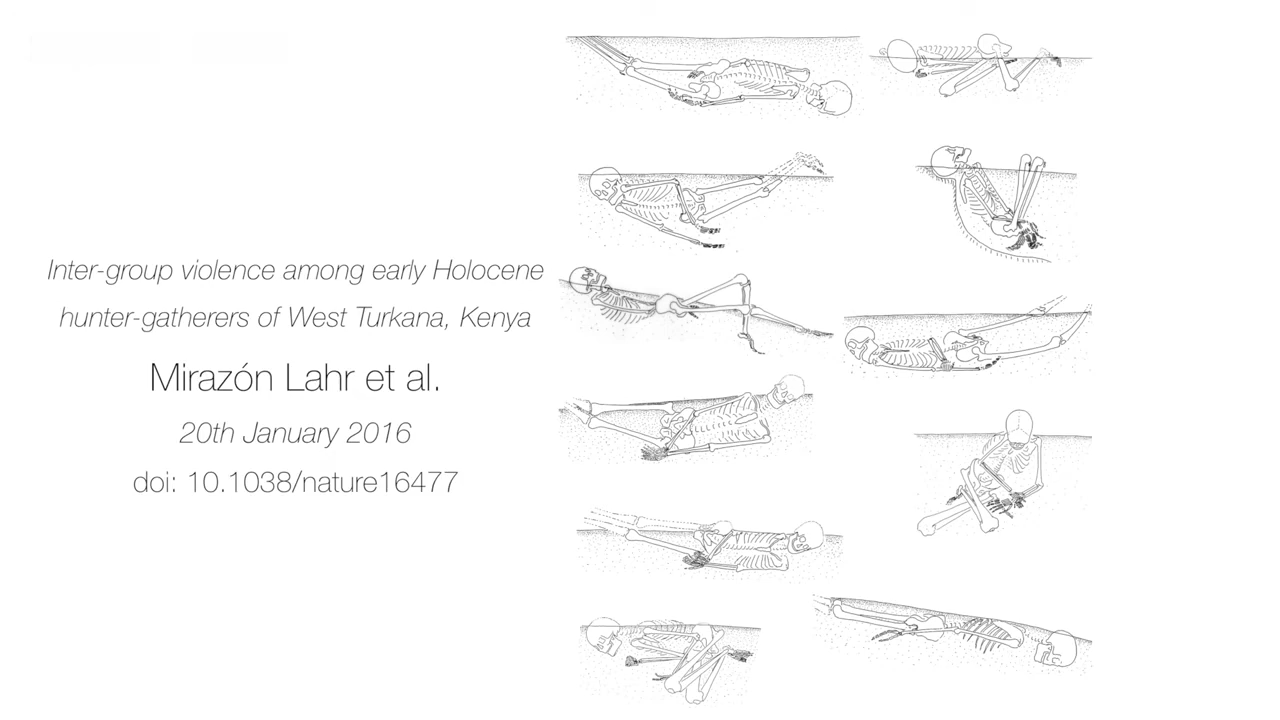 Inter-group violence among early Holocene
hunter-gatherers of West Turkana, Kenya
Mirazón Lahr et al.
20th January 2016
doi: 10.1038/nature16477